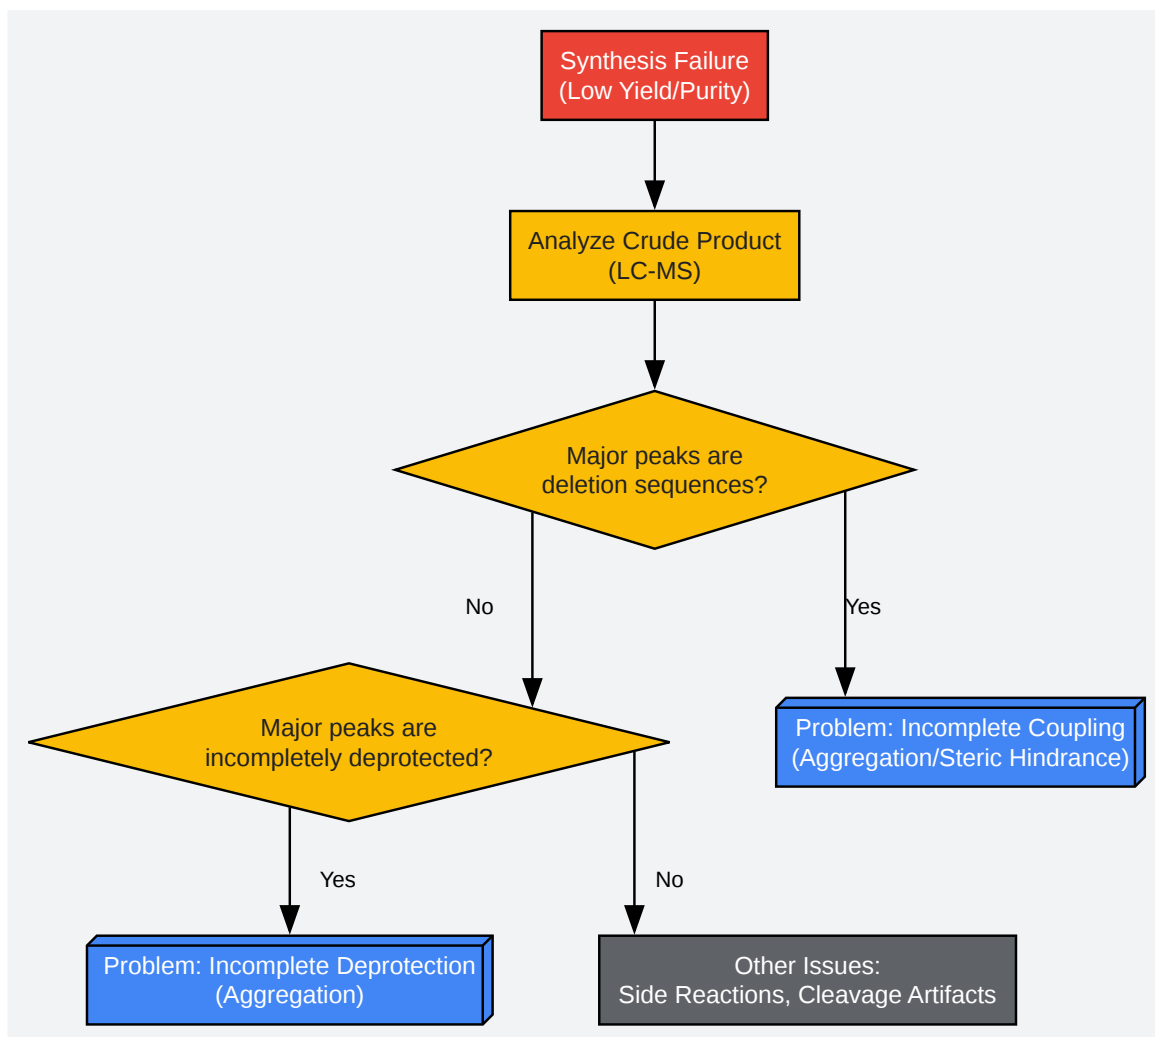 Synthesis Failure
(Low Yield/Purity)
Analyze Crude Product
(LC-MS)
Major peaks are
deletion sequences?
No
Yes
Major peaks are
incompletely deprotected?
Problem: Incomplete Coupling
(Aggregation/Steric Hindrance)
Yes
No
Problem: Incomplete Deprotection
(Aggregation)
Other Issues:
Side Reactions, Cleavage Artifacts